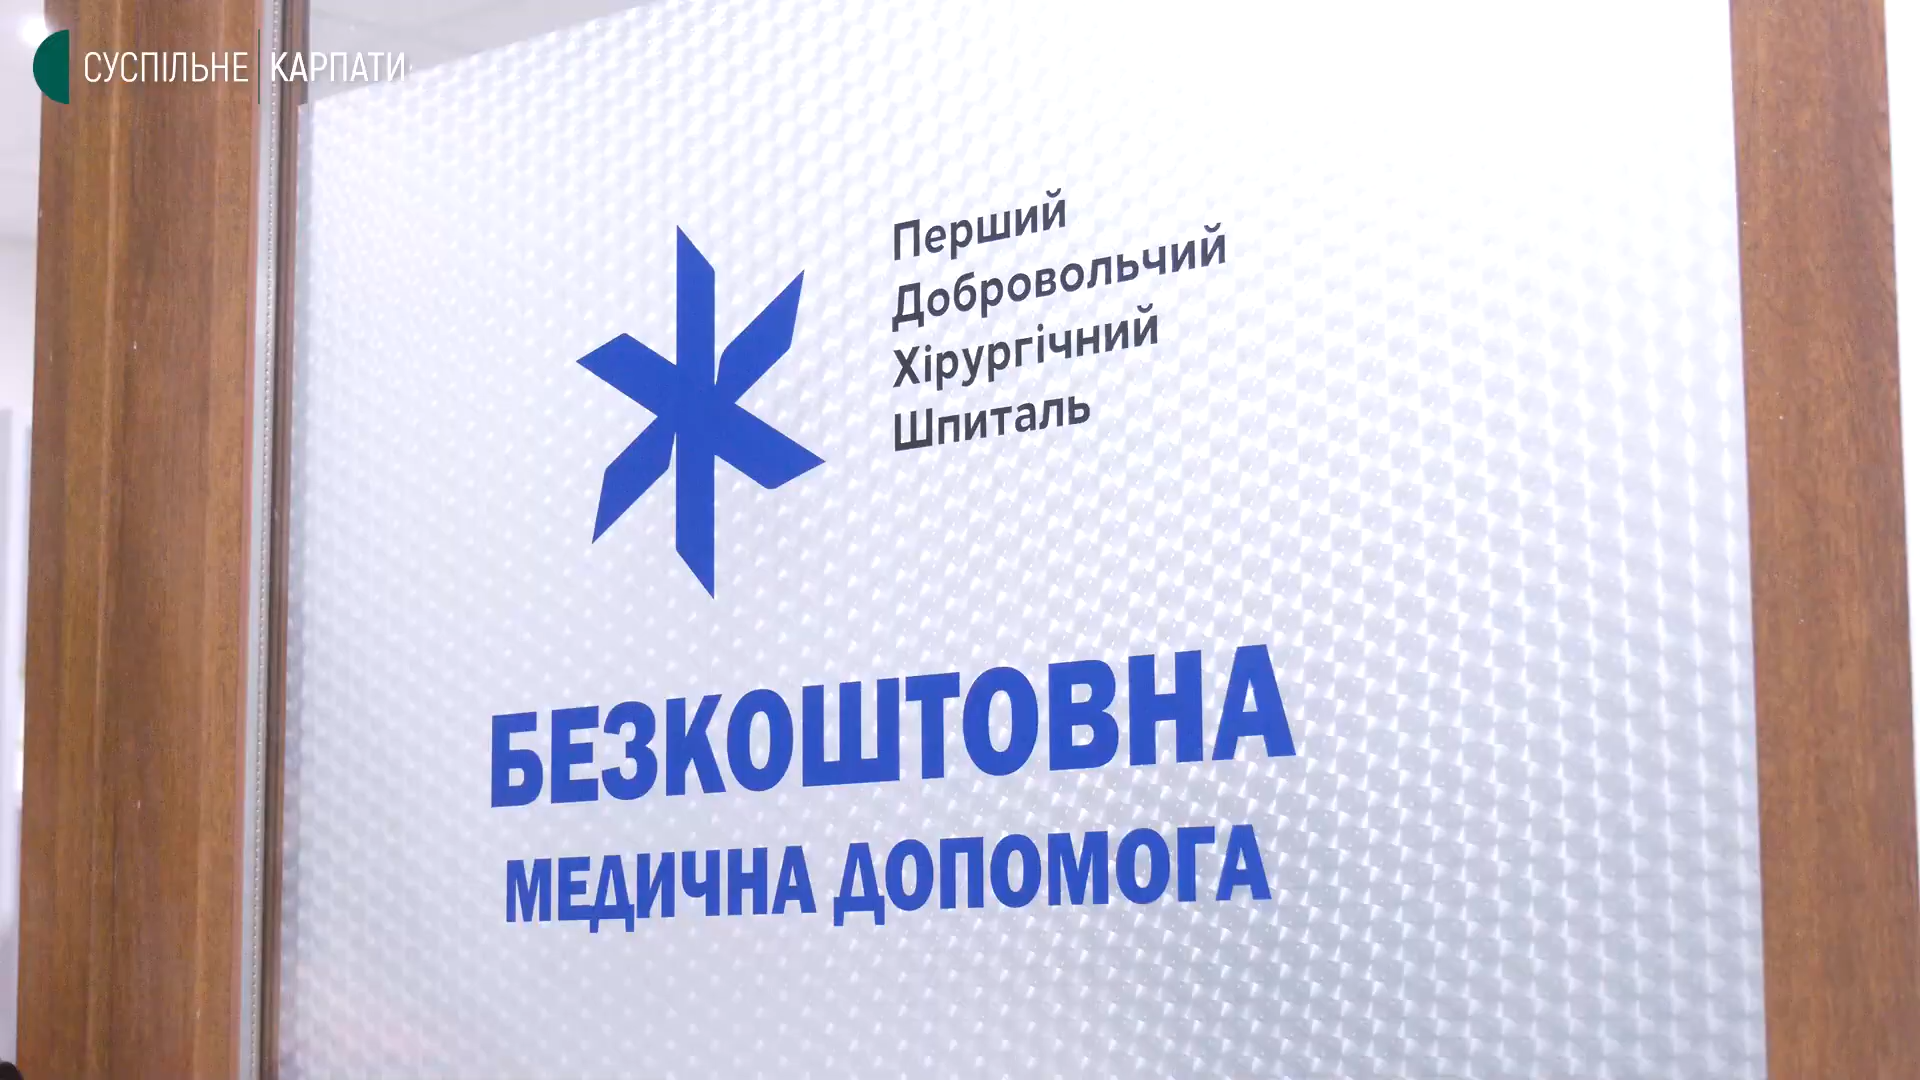 СУСПІЛЬНЕ КАРПАТИ
Перший
Добровольчий
Хірургічний
Шпиталь
БЕЗКОШТОВНА
МЕДИЧНА ДОПОМОГА